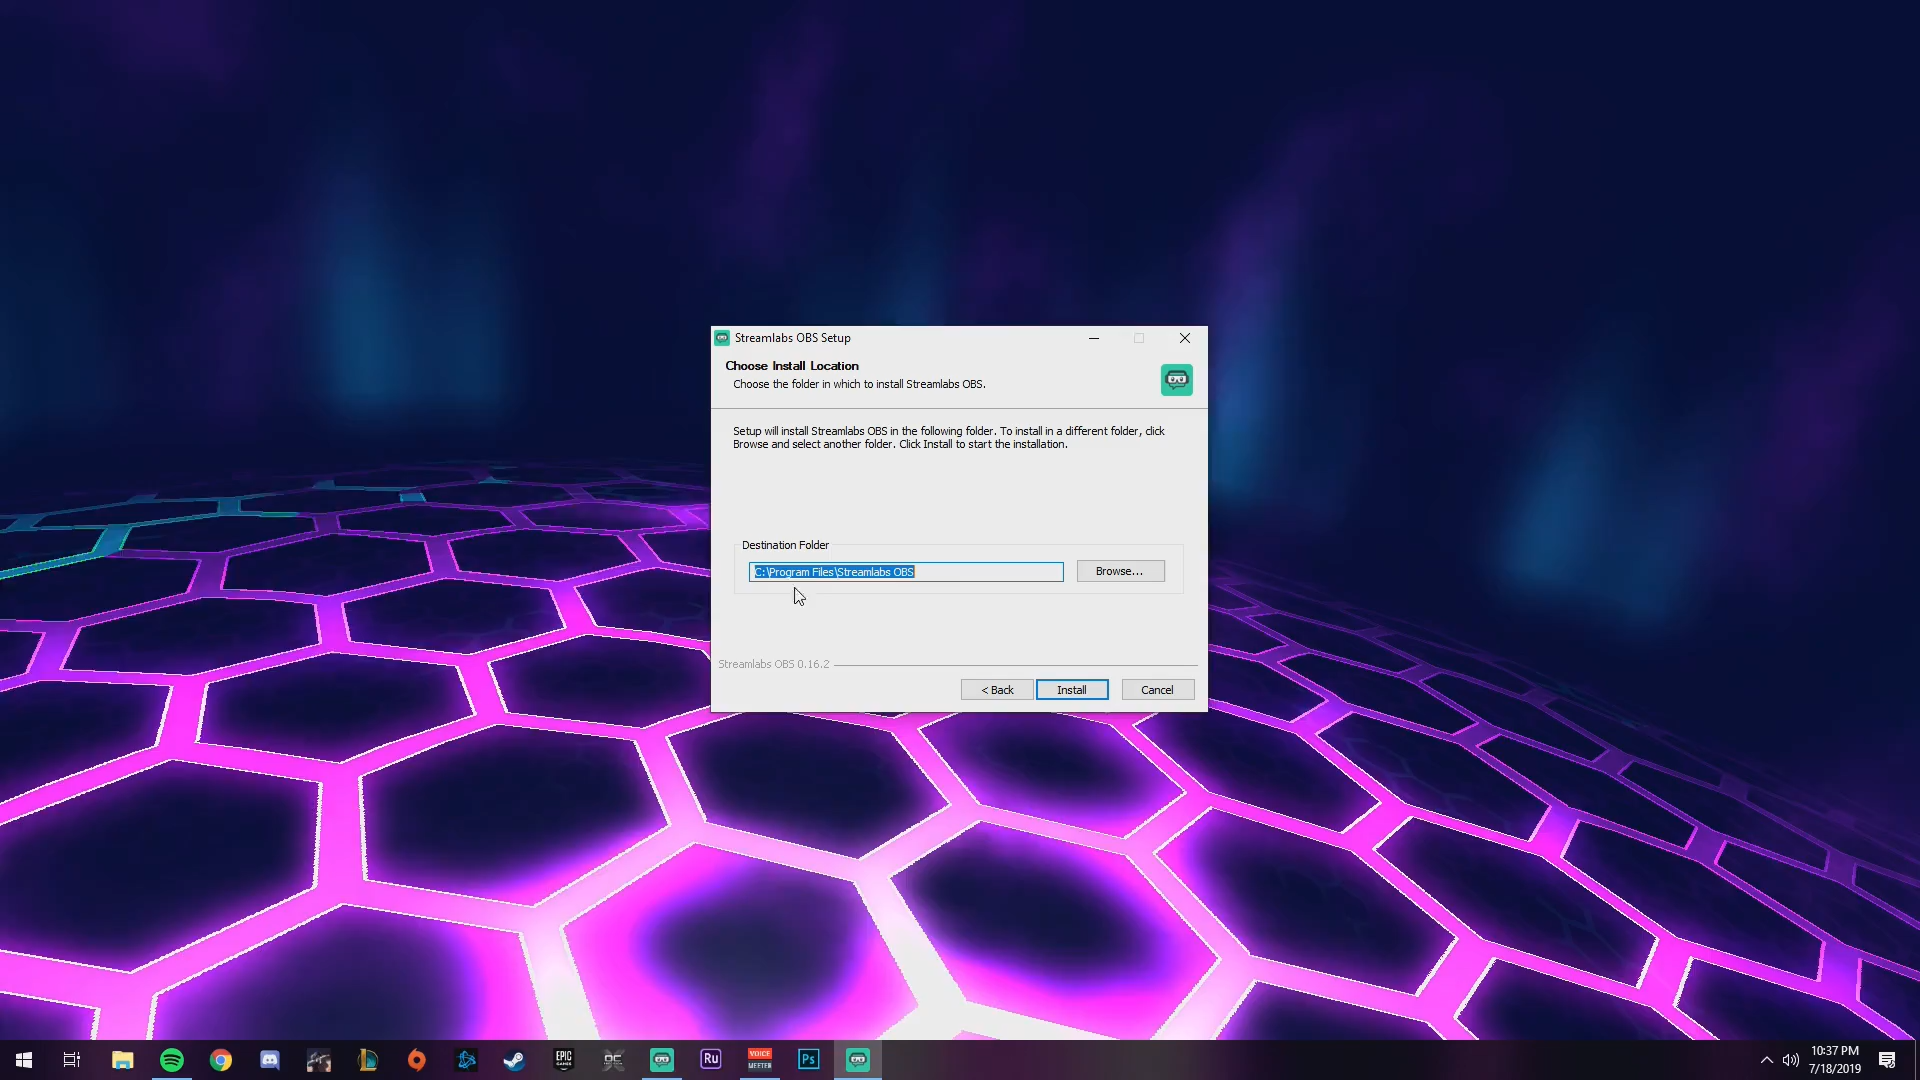 Streamlabs OBS Setup
Choose Install Location
Choose the folder in which to install Streamlabs OBS.
Setup will install Streamlabs OBS in the following folder. To install in a different folder, click
Browse and select another folder. Click Install to start the installation.
Destination Folder
C:\Program Files\Streamlabs OBS
Browse...
Streamlabs OBS 0.16.2
< Back
Install
Cancel
EPIC
GAMES
Ru
VOICE
MEETER
Ps
10:37 PM
7/18/2019